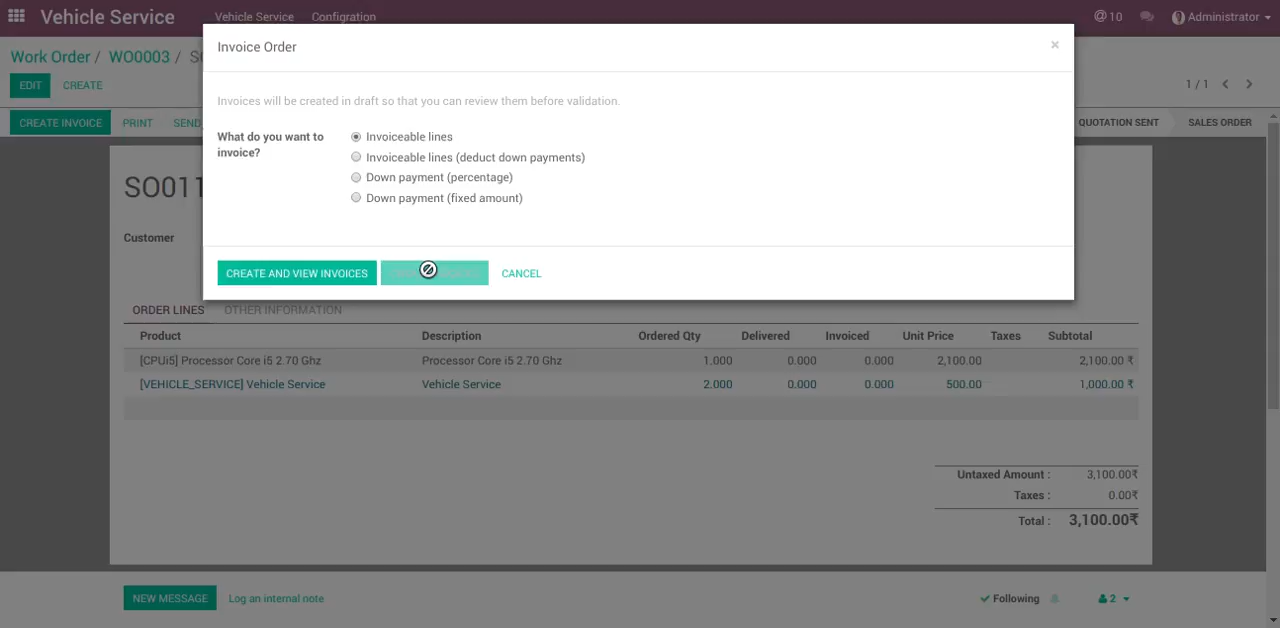 Vehicle Service Vehicle Service Configration @ 10 Administrator
Invoice Order ×
Work Order / WO0003 /
EDIT CREATE 1 / 1
Invoices will be created in draft so that you can review them before validation.
CREATE INVOICE PRINT SEND QUOTATION SENT SALES ORDER
What do you want to invoice?
Invoiceable lines
Invoiceable lines (deduct down payments)
Down payment (percentage)
Down payment (fixed amount)
SO011
Customer
CREATE AND VIEW INVOICES CANCEL
ORDER LINES OTHER INFORMATION
Product Description Ordered Qty Delivered Invoiced Unit Price Taxes Subtotal
[CPUi5] Processor Core i5 2.70 Ghz Processor Core i5 2.70 Ghz 1.000 0.000 0.000 2,100.00 2,100.00 ₹
[VEHICLE_SERVICE] Vehicle Service Vehicle Service 2.000 0.000 0.000 500.00 1,000.00 ₹
Untaxed Amount : 3,100.00₹
Taxes : 0.00₹
Total : 3,100.00₹
NEW MESSAGE Log an internal note Following 2